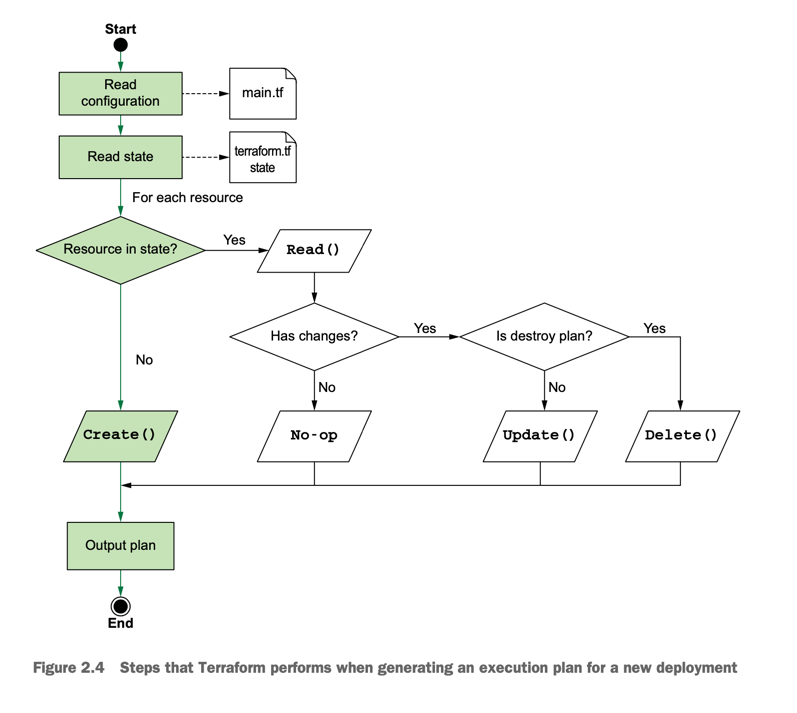 Start
Read
configuration
main.tf
Read state
terraform.tf
state
For each resource
Resource in state?
Yes
Read()
Has changes?
Yes
Is destroy plan?
Yes
No
No
No
Create()
No-op
Update()
Delete()
Output plan
End
Figure 2.4 Steps that Terraform performs when generating an execution plan for a new deployment